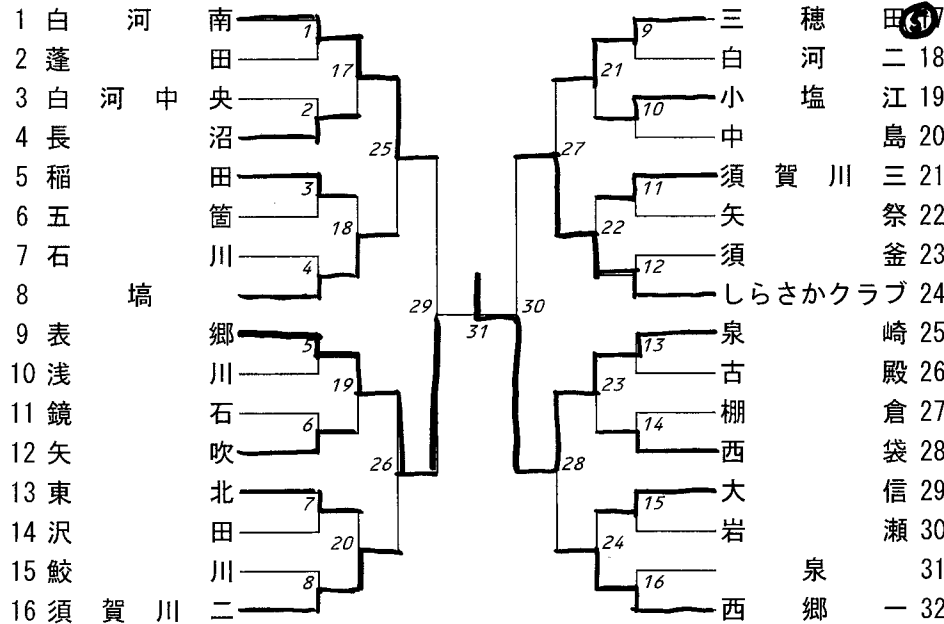 1 白河南
2 蓬田
3 白河中央
4 長沼
5 稲田
6 五箇
7 石川
8 塙
9 表郷
10 浅川
11 鏡石
12 矢吹
13 東北
14 沢田
15 鮫川
16 須賀川二
1
2
3
4
5
6
7
8
17
18
19
20
25
26
29
31
30
27
28
21
22
23
24
9
10
11
12
13
14
15
16
三穂田
白河二 18
小塩江 19
中島 20
須賀川三 21
矢祭 22
須釜 23
しらさかクラブ 24
泉崎 25
古殿 26
棚倉 27
西袋 28
大信 29
岩瀬 30
泉 31
西郷一 32